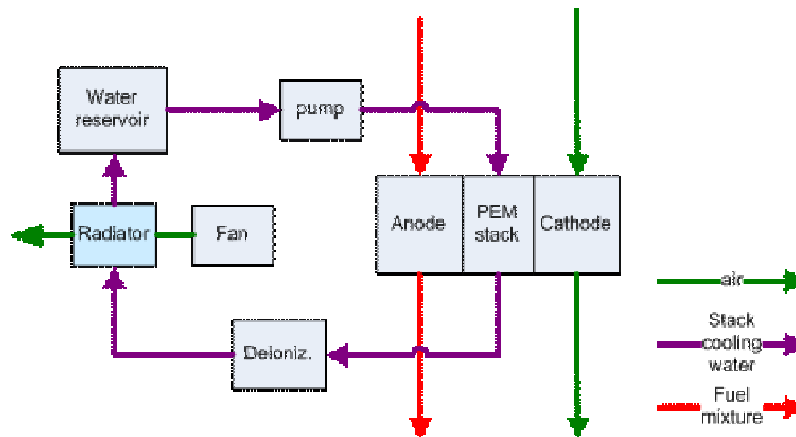 Water
reservoir
pump
Anode
PEM
stack
Cathode
Radiator
Fan
Deioniz.
air
Stack
cooling
water
Fuel
mixture